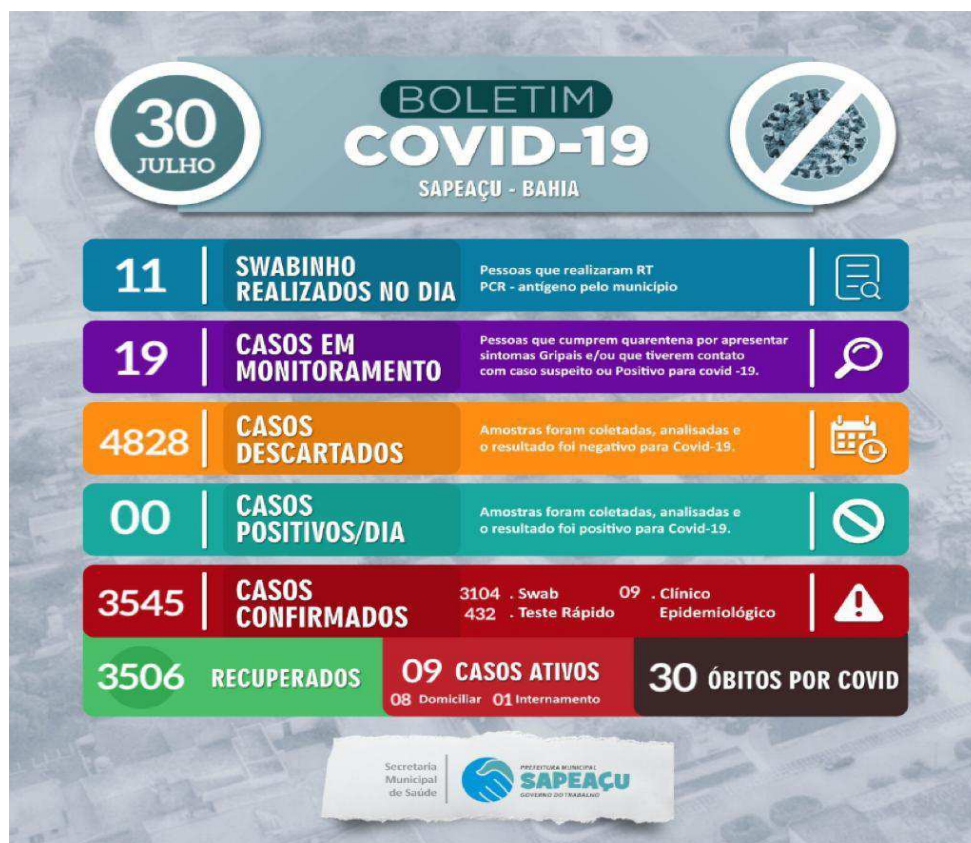 30
JULHO
BOLETIM
COVID-19
SAPEAÇU - BAHIA
11
SWABINHO
REALIZADOS NO DIA
Pessoas que realizaram RT
PCR - antígeno pelo município
19
CASOS EM
MONITORAMENTO
Pessoas que cumprem quarentena por apresentar
sintomas Gripais e/ou que tiverem contato
com caso suspeito ou Positivo para covid -19.
4828
CASOS
DESCARTADOS
Amostras foram coletadas, analisadas e
o resultado foi negativo para Covid-19.
00
CASOS
POSITIVOS/DIA
Amostras foram coletadas, analisadas e
o resultado foi positivo para Covid-19.
3545
CASOS
CONFIRMADOS
3104 . Swab
432 . Teste Rápido
09 . Clínico
Epidemiológico
3506 RECUPERADOS
09 CASOS ATIVOS
08 Domiciliar 01 Internamento
30 ÓBITOS POR COVID
Secretaria
Municipal
de Saúde
PREFEITURA MUNICIPAL
SAPEAÇU
GOVERNO DO TRABALHO